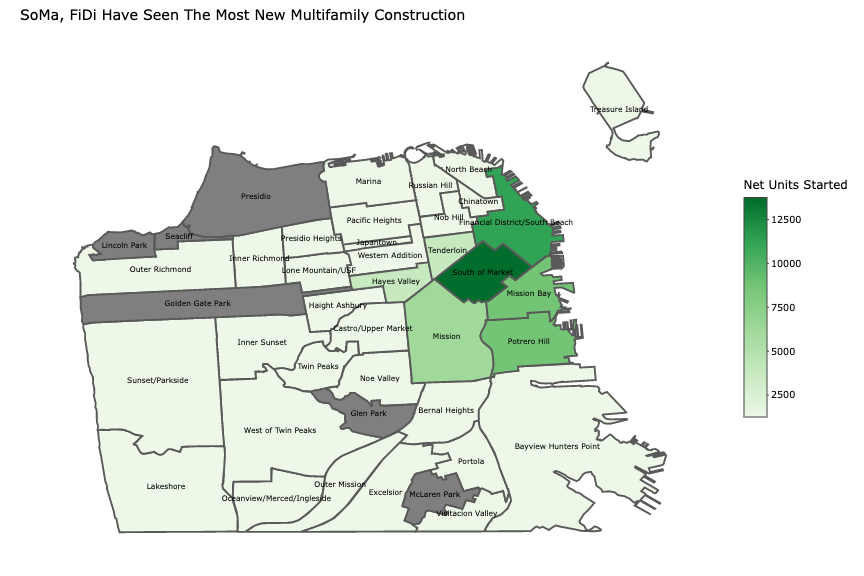 SoMa, FiDi Have Seen The Most New Multifamily Construction
Treasure Island
North Beach
Marina
Russian Hill
Presidio
Chinatown
Pacific Heights
Nob Hill
Financial District/South Beach
Seacliff
Presidio Heights
Japantown
Lincoln Park
Tenderloin
Western Addition
Inner Richmond
Outer Richmond
Lone Mountain/USF
South of Market
Hayes Valley
Mission Bay
Golden Gate Park
Haight Ashbury
Castro/Upper Market
Mission
Inner Sunset
Potrero Hill
Twin Peaks
Sunset/Parkside
Noe Valley
Glen Park
Bernal Heights
West of Twin Peaks
Bayview Hunters Point
Portola
Lakeshore
Outer Mission
Excelsior
McLaren Park
Oceanview/Merced/Ingleside
Visitacion Valley
Net Units Started
12500
10000
7500
5000
2500